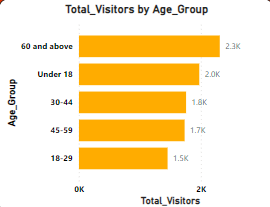 Total_Visitors by Age_Group
Age_Group
60 and above 2.3K
Under 18 2.0K
30-44 1.8K
45-59 1.7K
18-29 1.5K
0K 2K
Total_Visitors